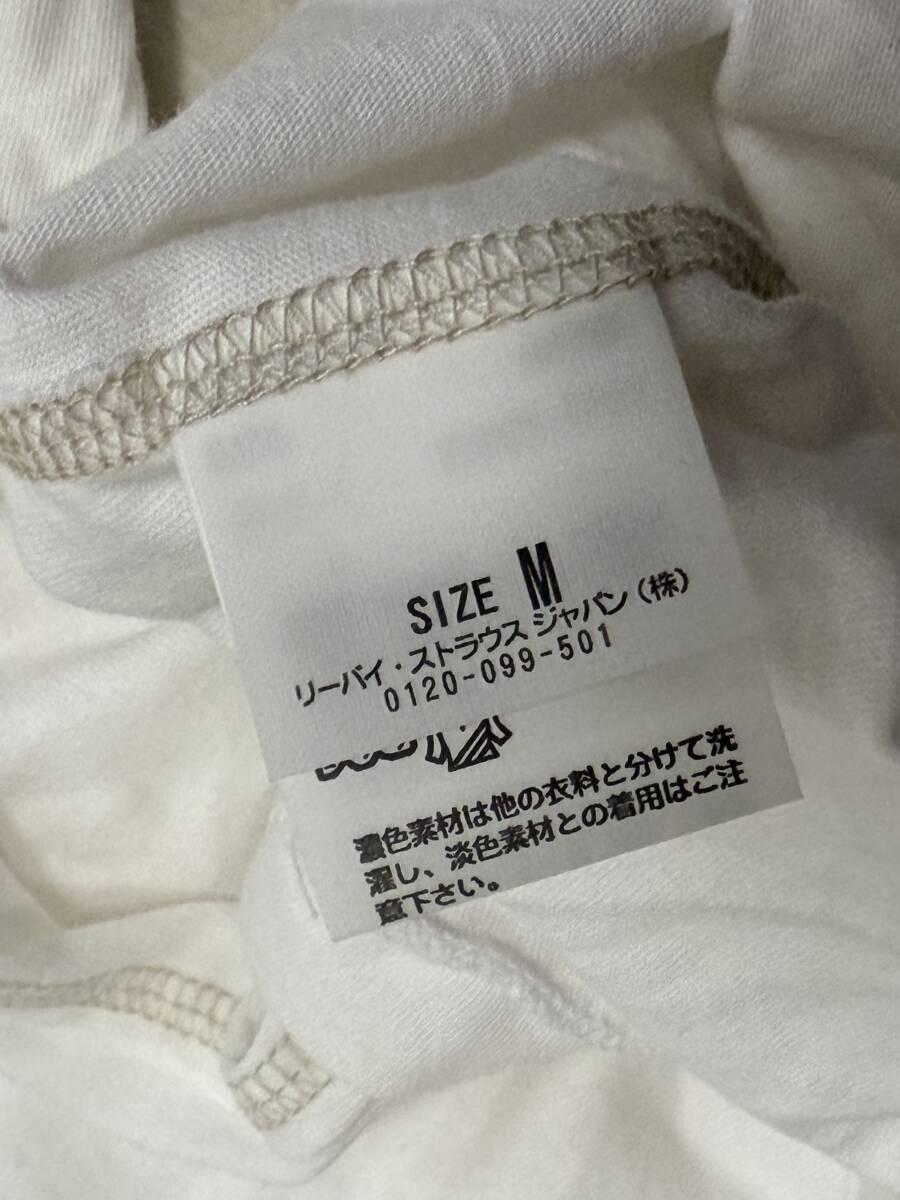 SIZE M
リーバイ・ストラウス ジャパン(株)
0120-099-501
濃色素材は他の衣料と分けて洗
濯し、淡色素材との着用はご注
意下さい。